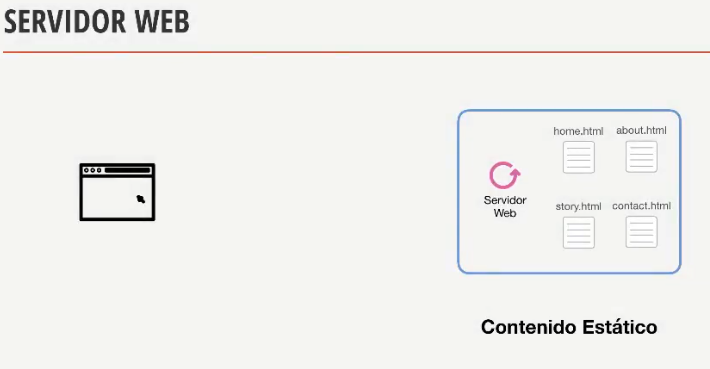 SERVIDOR WEB
home.html about.html
Servidor
Web
story.html contact.html
Contenido Estático